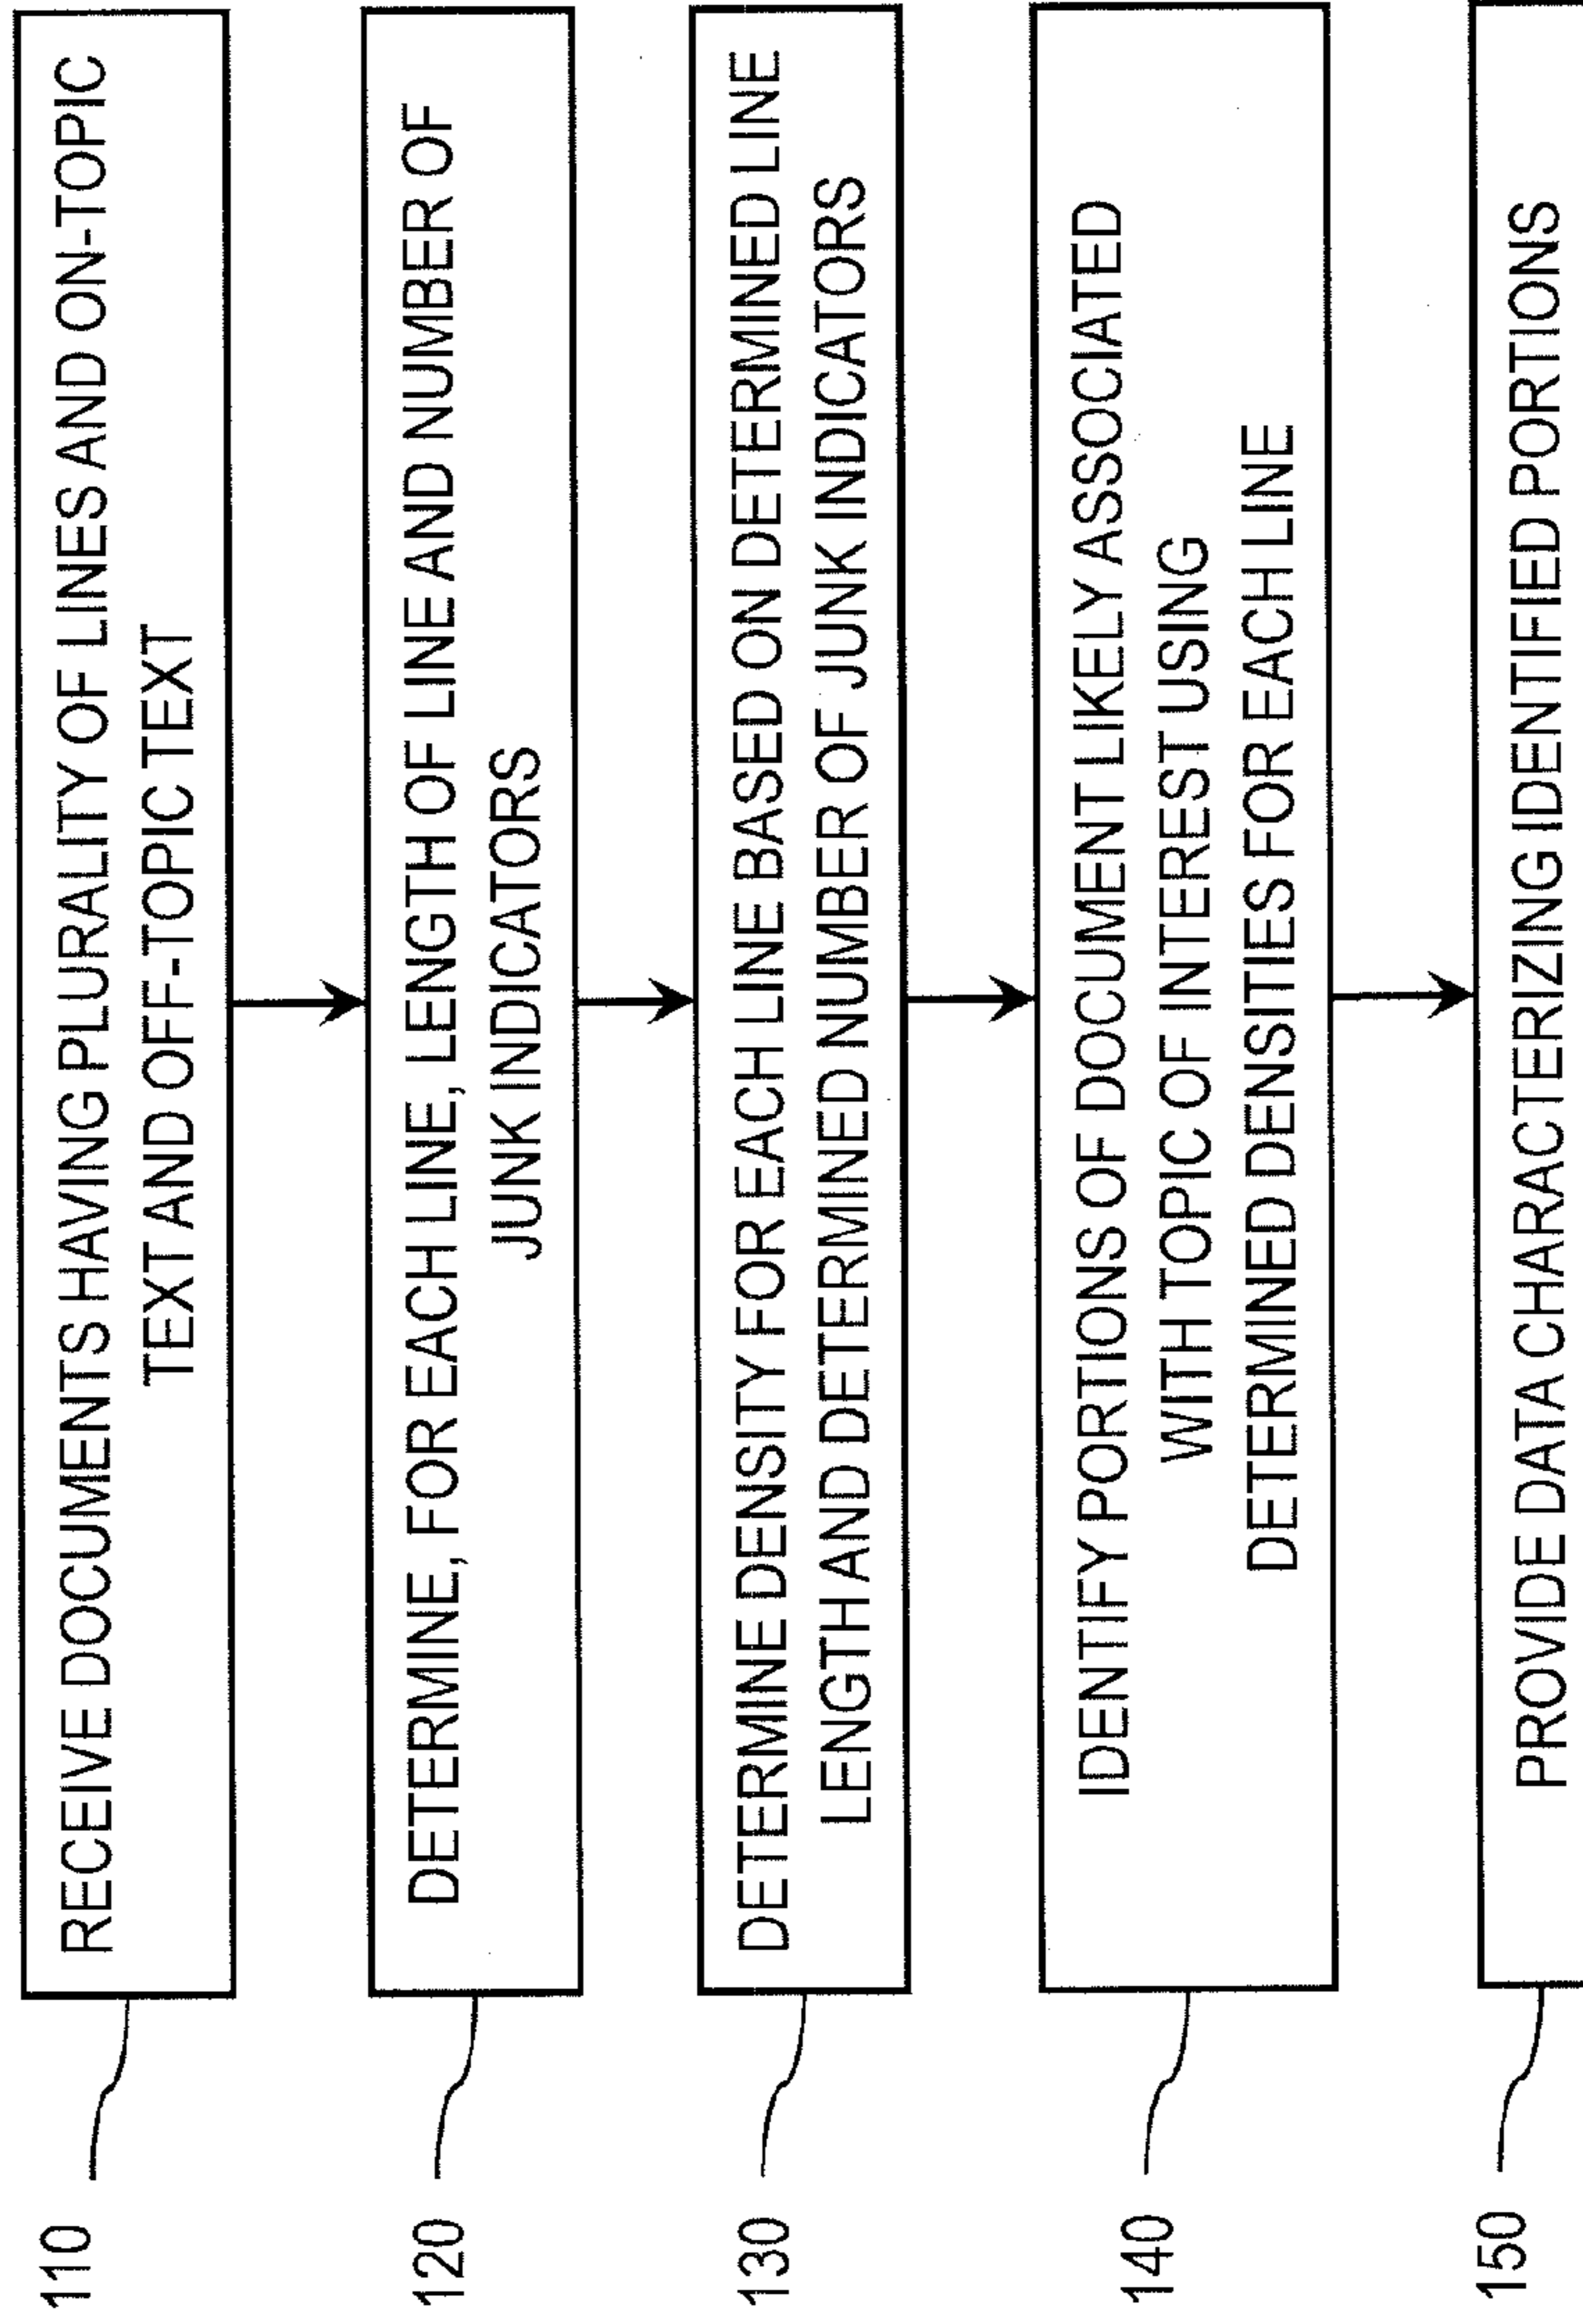 110
RECEIVE DOCUMENTS HAVING PLURALITY OF LINES AND ON-TOPIC
TEXT AND OFF-TOPIC TEXT
120
DETERMINE, FOR EACH LINE, LENGTH OF LINE AND NUMBER OF
JUNK INDICATORS
130
DETERMINE DENSITY FOR EACH LINE BASED ON DETERMINED LINE
LENGTH AND DETERMINED NUMBER OF JUNK INDICATORS
140
IDENTIFY PORTIONS OF DOCUMENT LIKELY ASSOCIATED
WITH TOPIC OF INTEREST USING
DETERMINED DENSITIES FOR EACH LINE
150
PROVIDE DATA CHARACTERIZING IDENTIFIED PORTIONS